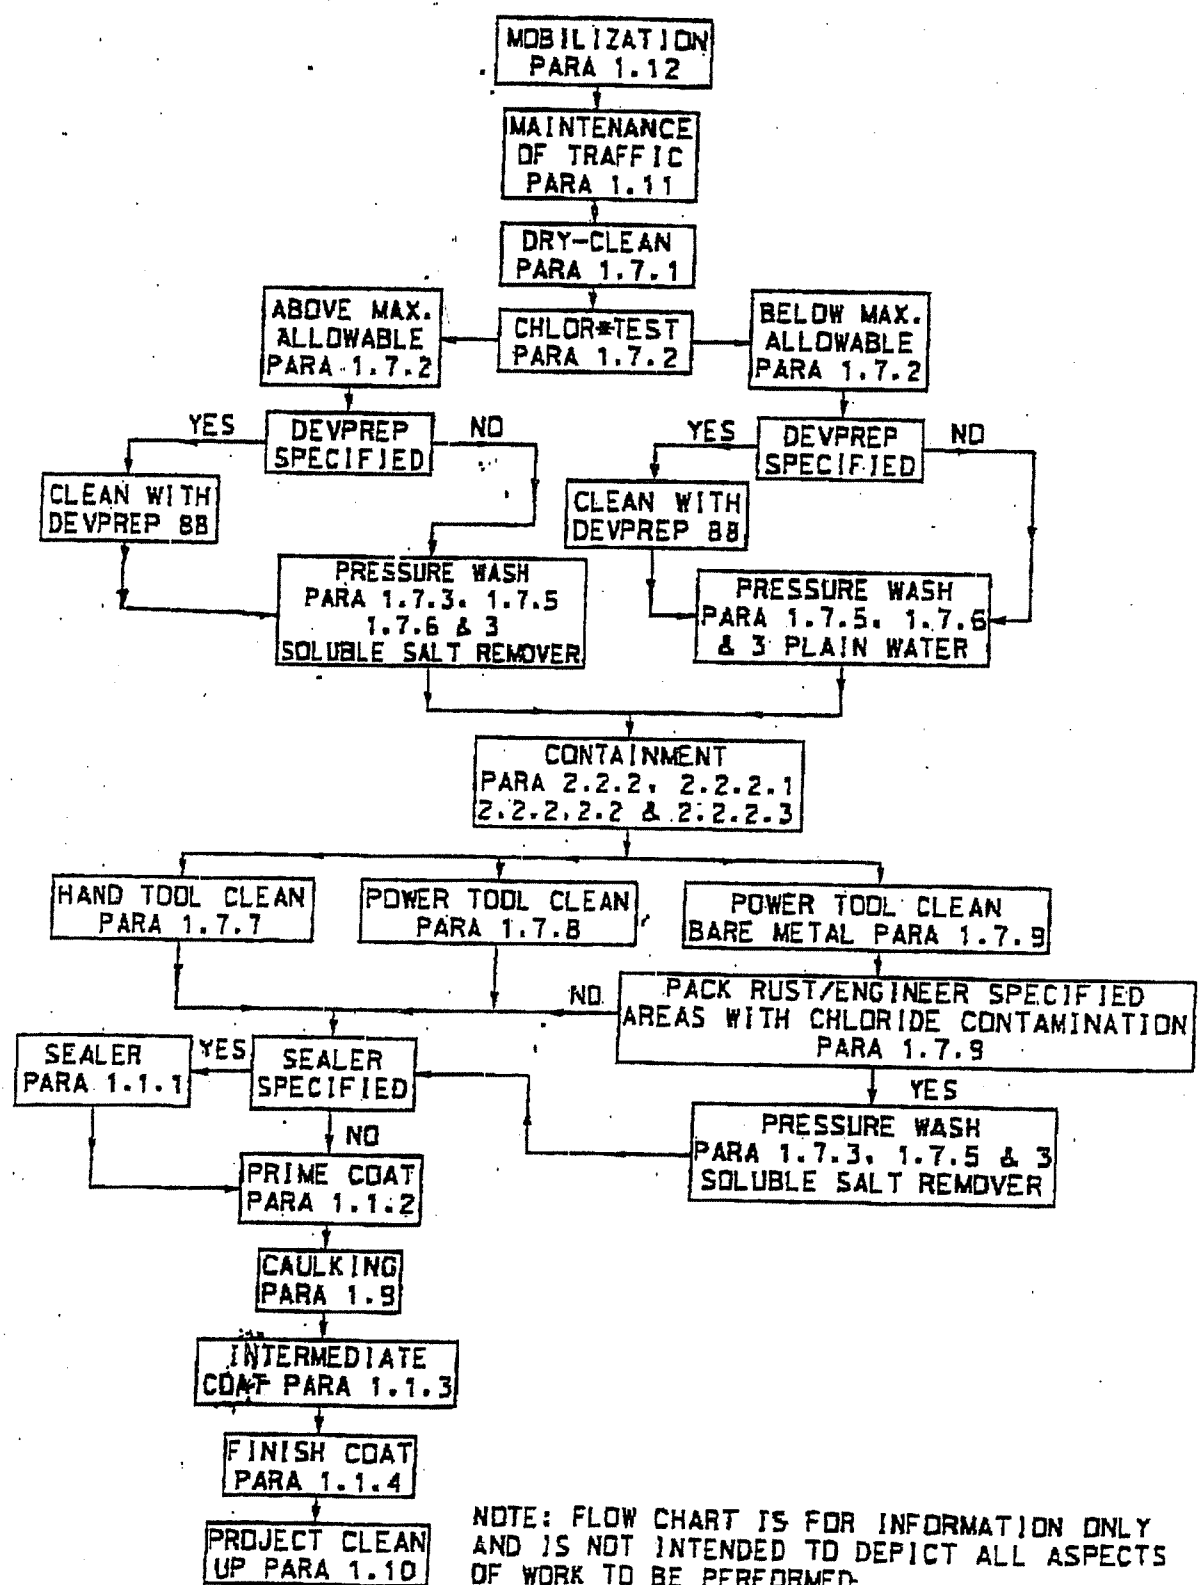 MOBILIZATION
PARA 1.12
MAINTENANCE
OF TRAFFIC
PARA 1.11
DRY-CLEAN
PARA 1.7.1
ABOVE MAX.
ALLOWABLE
PARA 1.7.2
CHLOR*TEST
PARA 1.7.2
BELOW MAX.
ALLOWABLE
PARA 1.7.2
YES
DEVPREP
SPECIFIED
NO
YES
DEVPREP
SPECIFIED
NO
CLEAN WITH
DEVPREP 88
CLEAN WITH
DEVPREP 88
PRESSURE WASH
PARA 1.7.3, 1.7.5
1.7.6 & 3
SOLUBLE SALT REMOVER
PRESSURE WASH
PARA 1.7.5, 1.7.6
& 3 PLAIN WATER
CONTAINMENT
PARA 2.2.2, 2.2.2.1
2.2.2.2.2 & 2.2.2.3
HAND TOOL CLEAN
PARA 1.7.7
POWER TOOL CLEAN
PARA 1.7.8
POWER TOOL CLEAN
BARE METAL PARA 1.7.9
NO
PACK RUST/ENGINEER SPECIFIED
AREAS WITH CHLORIDE CONTAMINATION
PARA 1.7.9
SEALER
PARA 1.1.1
YES
SEALER
SPECIFIED
YES
NO
PRESSURE WASH
PARA 1.7.3, 1.7.5 & 3
SOLUBLE SALT REMOVER
PRIME COAT
PARA 1.1.2
CAULKING
PARA 1.9
INTERMEDIATE
COAT PARA 1.1.3
FINISH COAT
PARA 1.1.4
PROJECT CLEAN
UP PARA 1.10
NOTE: FLOW CHART IS FOR INFORMATION ONLY
AND IS NOT INTENDED TO DEPICT ALL ASPECTS
OF WORK TO BE PERFORMED.